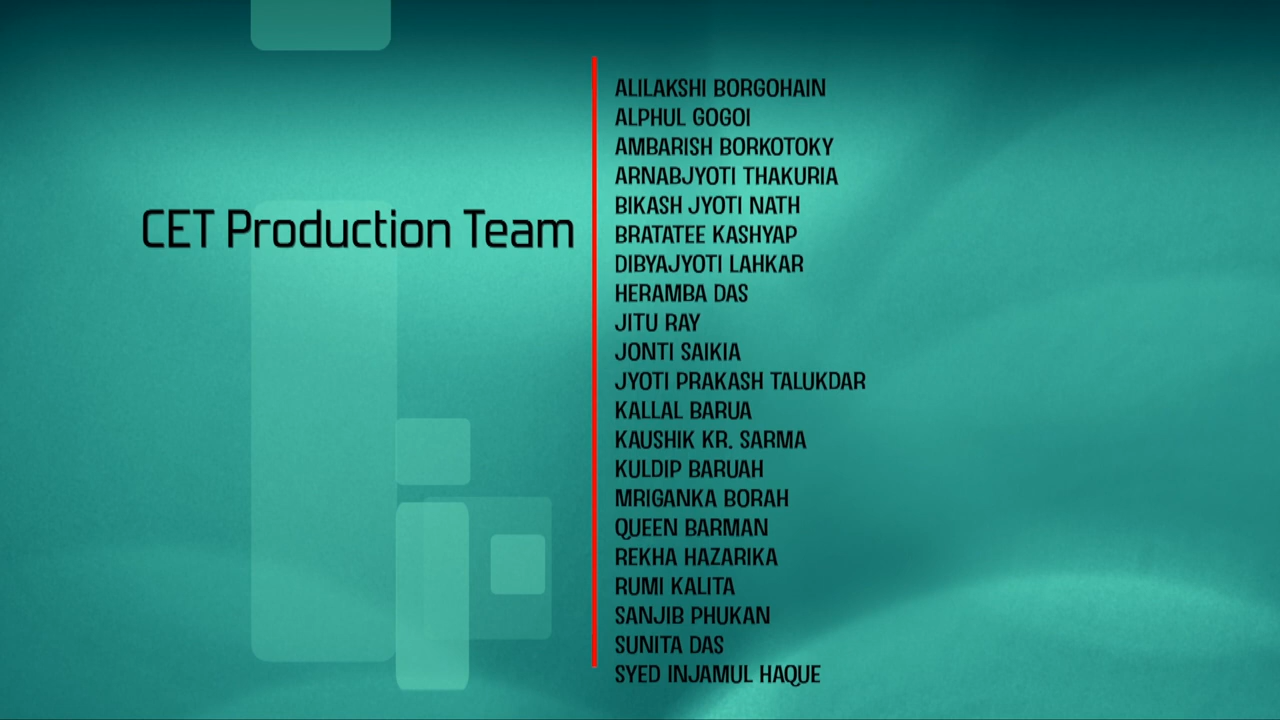 CET Production Team
ALILAKSHI BORGOHAIN
ALPHUL GOGOI
AMBARISH BORKOTOKY
ARNABJYOTI THAKURIA
BIKASH JYOTI NATH
BRATATEE KASHYAP
DIBYAJYOTI LAHKAR
HERAMBA DAS
JITU RAY
JONTI SAIKIA
JYOTI PRAKASH TALUKDAR
KALLAL BARUA
KAUSHIK KR. SARMA
KULDIP BARUAH
MRIGANKA BORAH
QUEEN BARMAN
REKHA HAZARIKA
RUMI KALITA
SANJIB PHUKAN
SUNITA DAS
SYED INJAMUL HAQUE